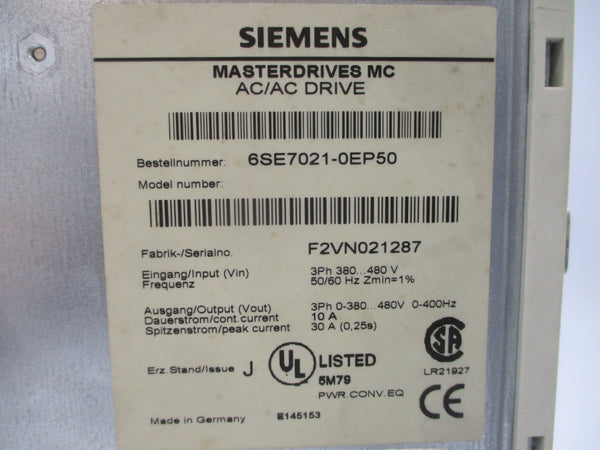 SIEMENS
MASTERDRIVES MC
AC/AC DRIVE
Bestellnummer: 6SE7021-0EP50
Model number:
Fabrik-/Serialno. F2VN021287
Eingang/Input (Vin) 3Ph 380...480 V
Frequenz 50/60 Hz Zmin=1%
Ausgang/Output (Vout) 3Ph 0-380...480V 0-400Hz
Dauerstrom/cont.current 10 A
Spitzenstrom/peak current 30 A (0,25s)
Erz.Stand/Issue J UL LISTED
5M79
PWR.CONV.EQ
SA
LR21927
CE
Made in Germany E145153